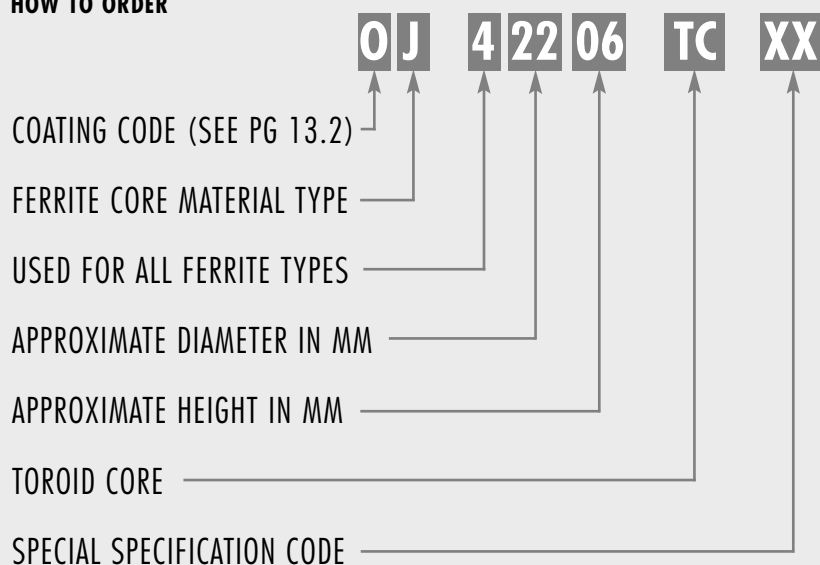 HOW TO ORDER
O J 4 22 06 TC XX
COATING CODE (SEE PG 13.2)
FERRITE CORE MATERIAL TYPE
USED FOR ALL FERRITE TYPES
APPROXIMATE DIAMETER IN MM
APPROXIMATE HEIGHT IN MM
TOROID CORE
SPECIAL SPECIFICATION CODE